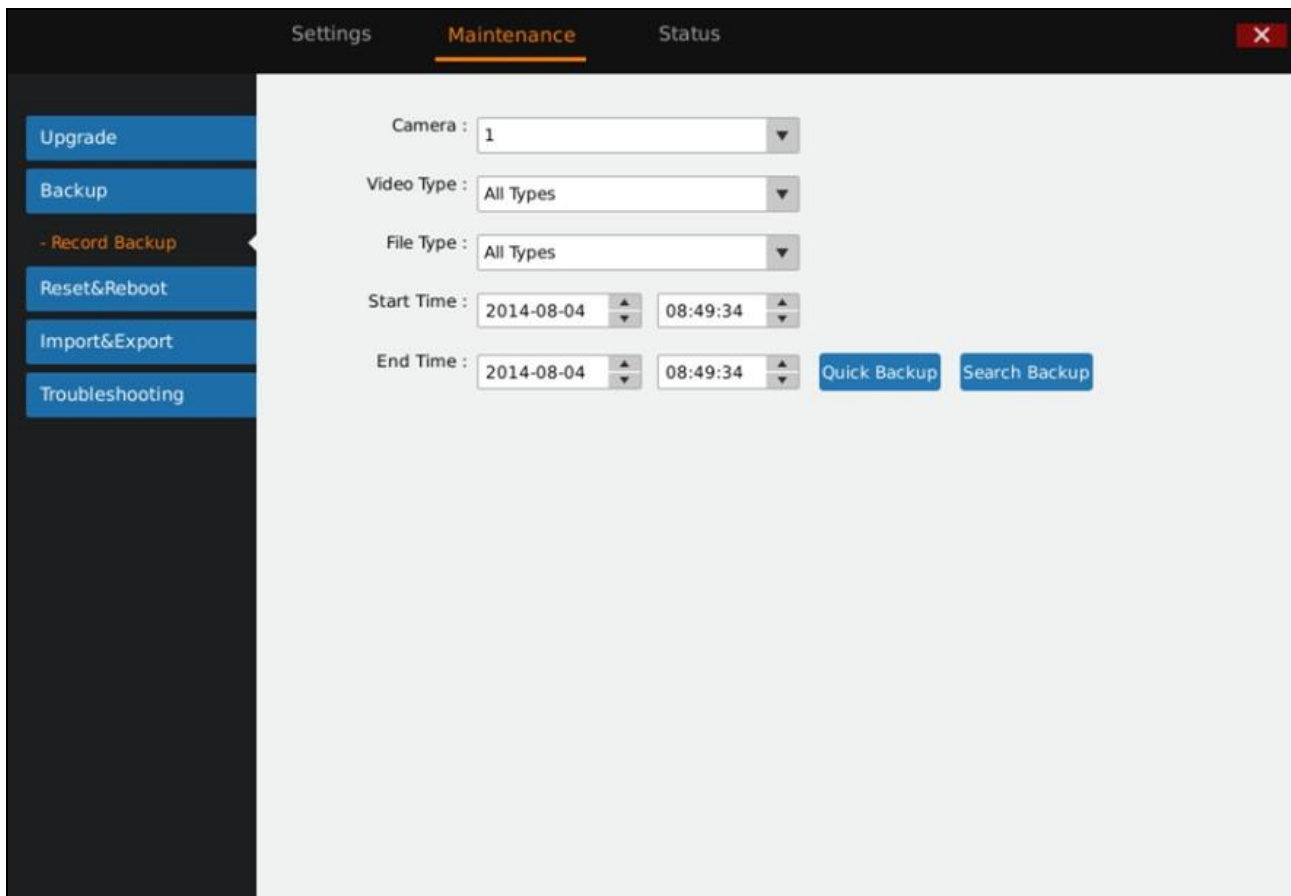 Settings Maintenance Status
Upgrade
Backup
- Record Backup
Reset&Reboot
Import&Export
Troubleshooting
Camera : 1
Video Type : All Types
File Type : All Types
Start Time : 2014-08-04 08:49:34
End Time : 2014-08-04 08:49:34 Quick Backup Search Backup